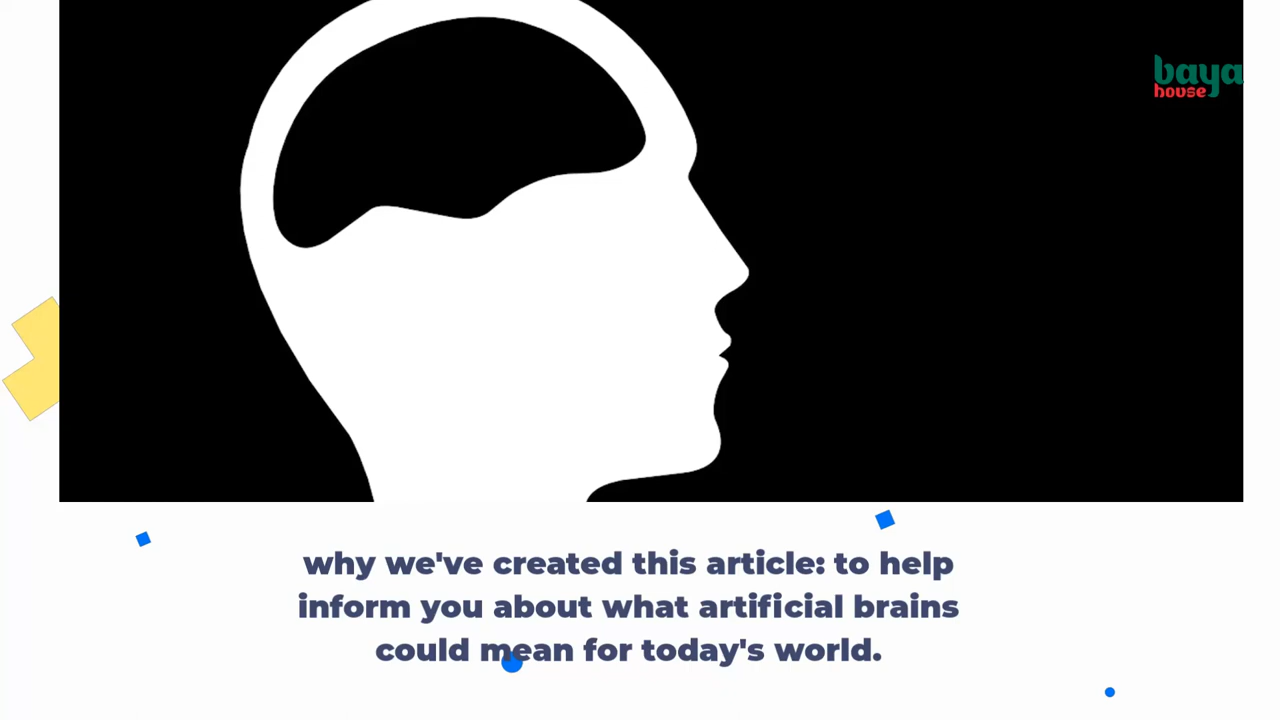 baya
house
why we've created this article: to help
inform you about what artificial brains
could mean for today's world.